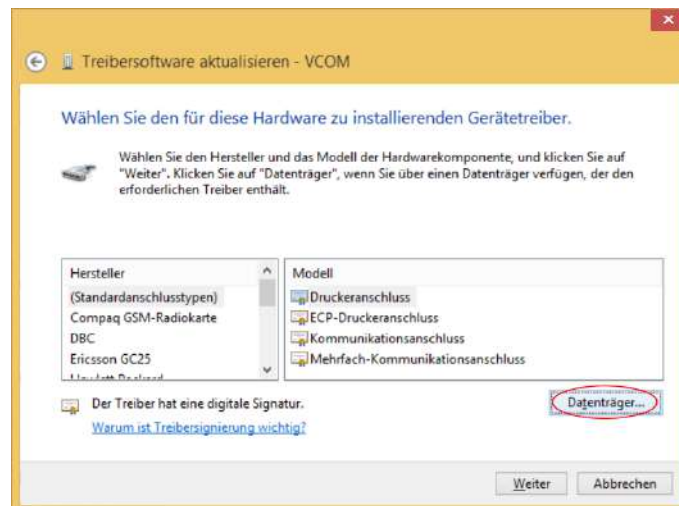 Treibersoftware aktualisieren - VCOM
Wählen Sie den für diese Hardware zu installierenden Gerätetreiber.
Wählen Sie den Hersteller und das Modell der Hardwarekomponente, und klicken Sie auf
"Weiter". Klicken Sie auf "Datenträger", wenn Sie über einen Datenträger verfügen, der den
erforderlichen Treiber enthält.
Hersteller
(Standardanschlusstypen)
Compaq GSM-Radiokarte
DBC
Ericsson GC25
Modell
Druckeranschluss
ECP-Druckeranschluss
Kommunikationsanschluss
Mehrfach-Kommunikationsanschluss
Der Treiber hat eine digitale Signatur.
Datenträger...
Warum ist Treibersignierung wichtig?
Weiter Abbrechen